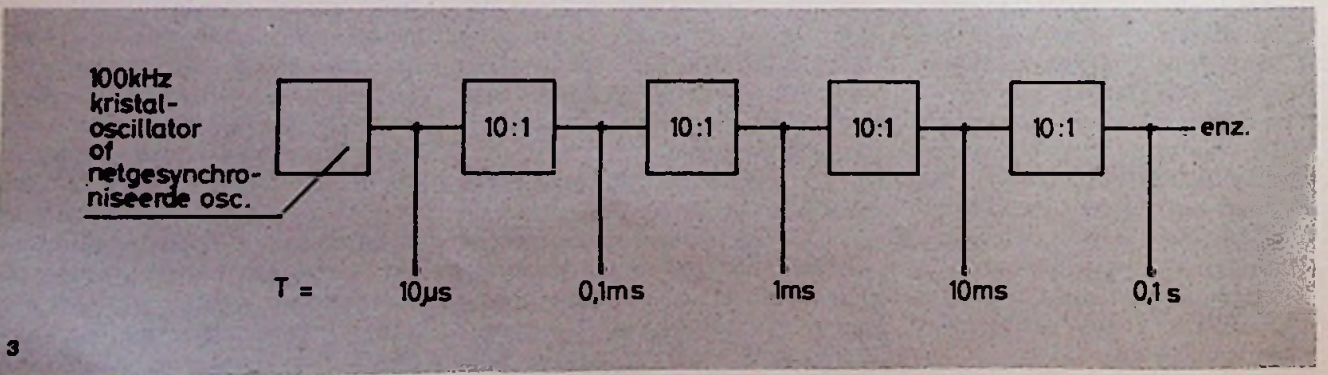 100kHz
kristal-
oscillator
of
netgesynchro-
niseerde osc.
10:1 10:1 10:1 10:1 enz.
T = 10µs 0,1ms 1ms 10ms 0,1 s
3